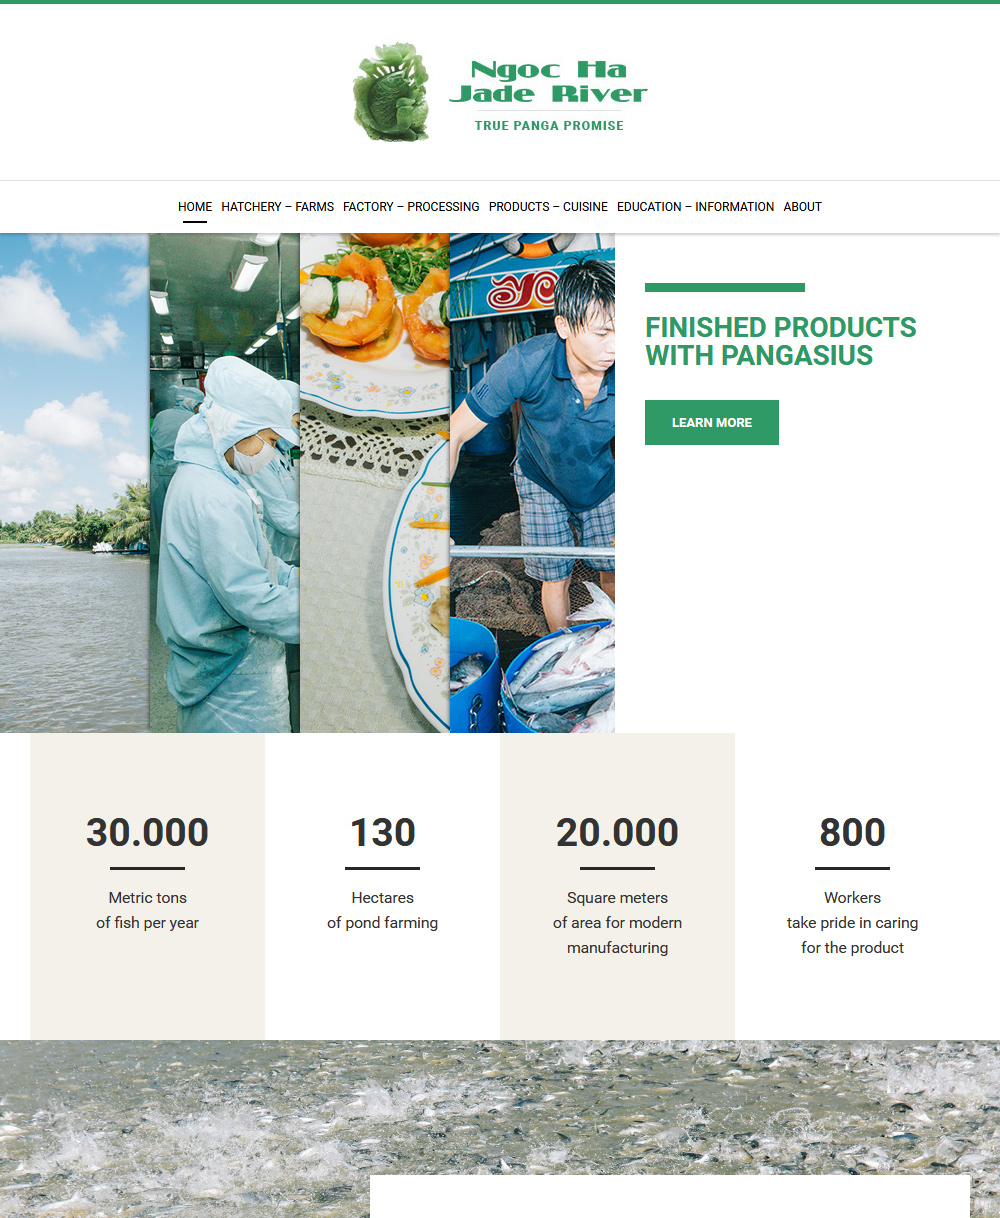 Ngoc Ha
Jade River
TRUE PANGA PROMISE
HOME HATCHERY – FARMS FACTORY – PROCESSING PRODUCTS – CUISINE EDUCATION – INFORMATION ABOUT
FINISHED PRODUCTS
WITH PANGASIUS
LEARN MORE
30.000
Metric tons
of fish per year
130
Hectares
of pond farming
20.000
Square meters
of area for modern
manufacturing
800
Workers
take pride in caring
for the product